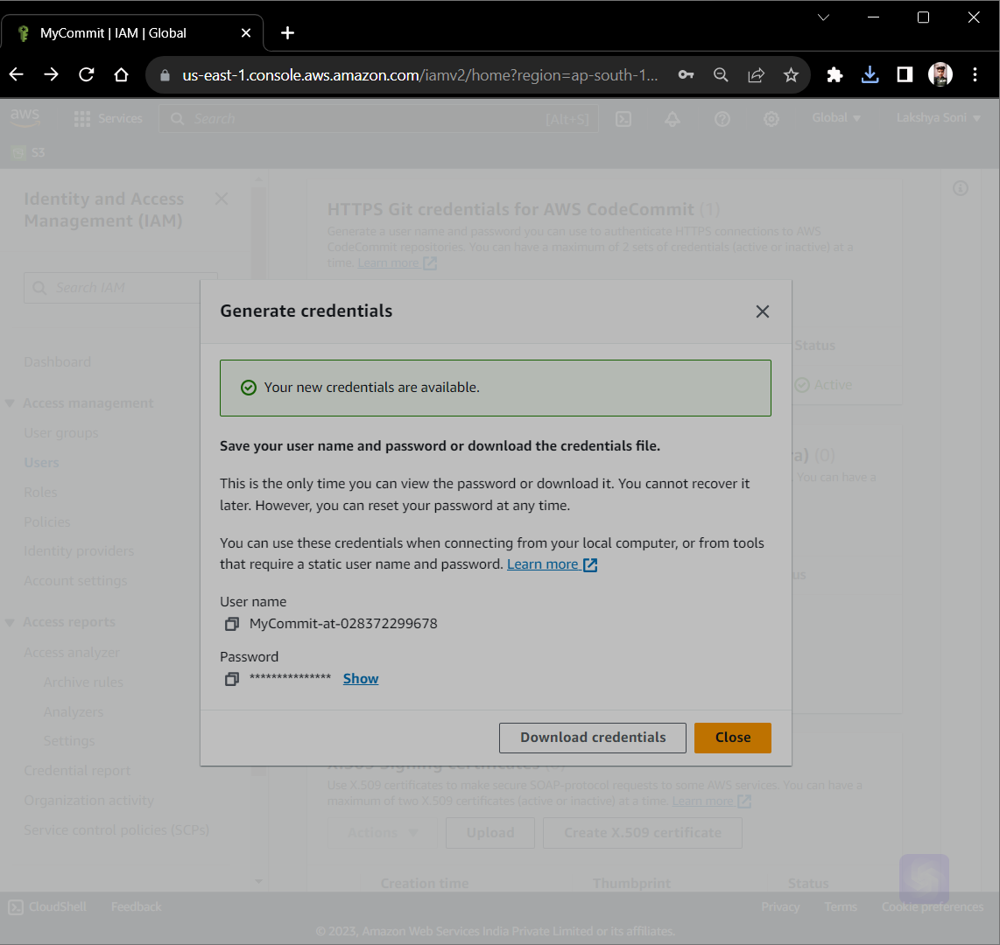 MyCommit | IAM | Global
us-east-1.console.aws.amazon.com/iamv2/home?region=ap-south-1...
aws
Services
Search
[Alt+S]
Global
Lakshya Soni
S3
Identity and Access
Management (IAM)
Search IAM
Dashboard
Access management
User groups
Users
Roles
Policies
Identity providers
Account settings
Access reports
Access analyzer
Archive rules
Analyzers
Settings
Credential report
Organization activity
Service control policies (SCPs)
HTTPS Git credentials for AWS CodeCommit (1)
Generate a user name and password you can use to authenticate HTTPS connections to AWS
CodeCommit repositories. You can have a maximum of 2 sets of credentials (active or inactive) at a
time. Learn more
Status
Active
(0)
. You can have a
Generate credentials
Your new credentials are available.
Save your user name and password or download the credentials file.
This is the only time you can view the password or download it. You cannot recover it
later. However, you can reset your password at any time.
You can use these credentials when connecting from your local computer, or from tools
that require a static user name and password. Learn more
User name
MyCommit-at-028372299678
Password
*************** Show
Download credentials
Close
X.509 Signing certificates (0)
Use X.509 certificates to make secure SOAP-protocol requests to some AWS services. You can have a
maximum of two X.509 certificates (active or inactive) at a time. Learn more
Actions
Upload
Create X.509 certificate
Creation time
Thumbprint
Status
CloudShell
Feedback
Privacy
Terms
Cookie preferences
© 2023, Amazon Web Services India Private Limited or its affiliates.